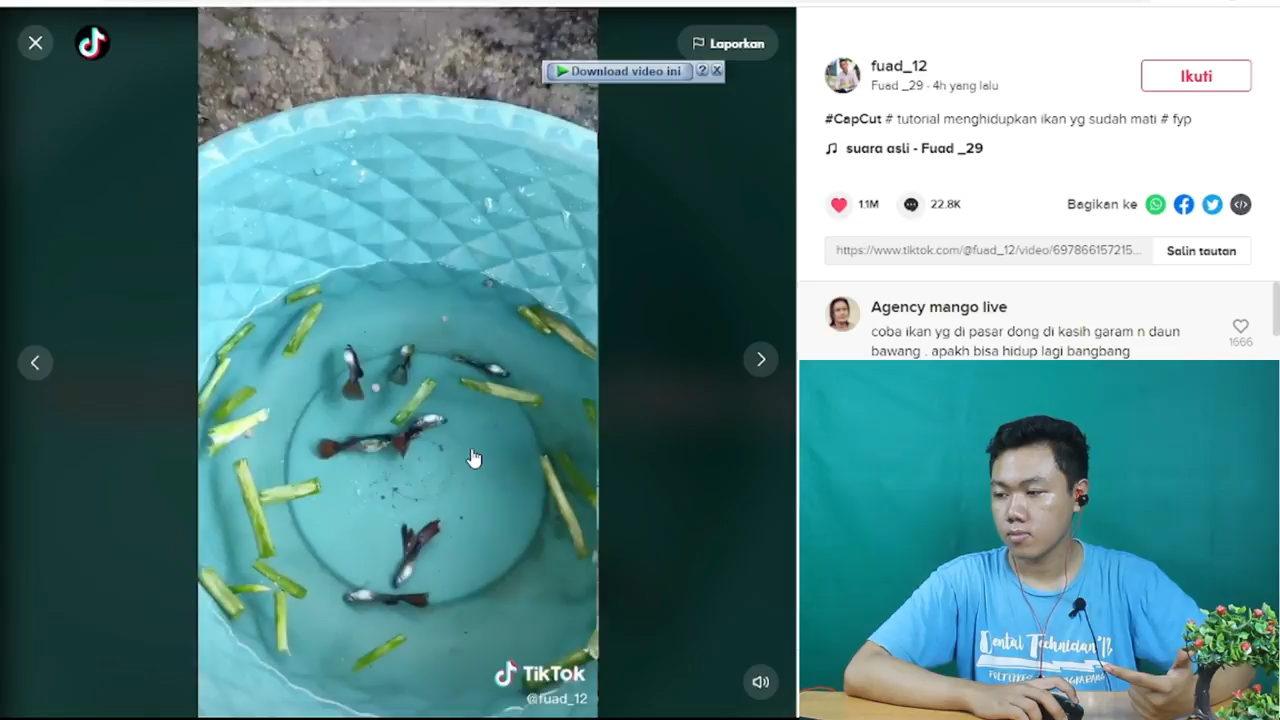 Laporkan
Download video ini
?
TikTok
@fuad_12
fuad_12
Fuad _29 · 4h yang lalu
Ikuti
#CapCut # tutorial menghidupkan ikan yg sudah mati # fyp
suara asli - Fuad _29
1.1M
22.8K
Bagikan ke
https://www.tiktok.com/@fuad_12/video/697866157215...
Salin tautan
Agency mango live
coba ikan yg di pasar dong di kasih garam n daun
bawang . apakh bisa hidup lagi bangbang
1666
Dental Technician'12